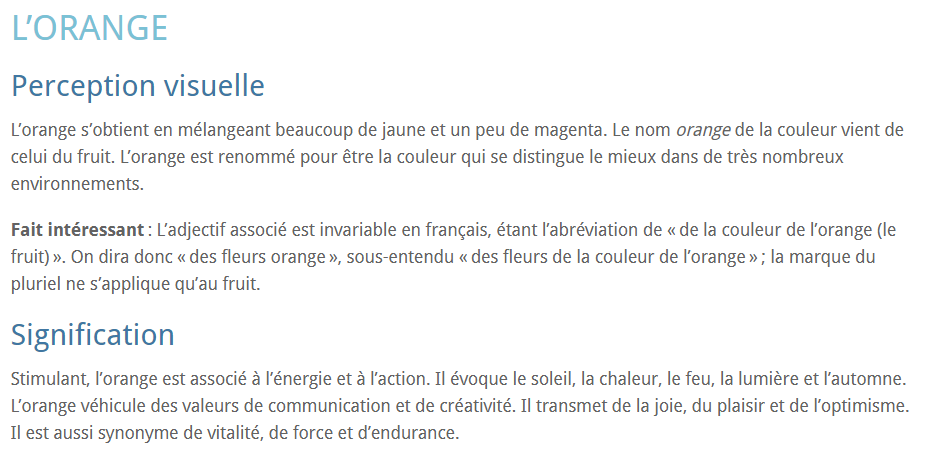 L’ORANGE
Perception visuelle
L’orange s’obtient en mélangeant beaucoup de jaune et un peu de magenta. Le nom orange de la couleur vient de
celui du fruit. L’orange est renommé pour être la couleur qui se distingue le mieux dans de très nombreux
environnements.
Fait intéressant : L’adjectif associé est invariable en français, étant l’abréviation de « de la couleur de l’orange (le
fruit) ». On dira donc « des fleurs orange », sous-entendu « des fleurs de la couleur de l’orange » ; la marque du
pluriel ne s’applique qu’au fruit.
Signification
Stimulant, l’orange est associé à l’énergie et à l’action. Il évoque le soleil, la chaleur, le feu, la lumière et l’automne.
L’orange véhicule des valeurs de communication et de créativité. Il transmet de la joie, du plaisir et de l’optimisme.
Il est aussi synonyme de vitalité, de force et d’endurance.